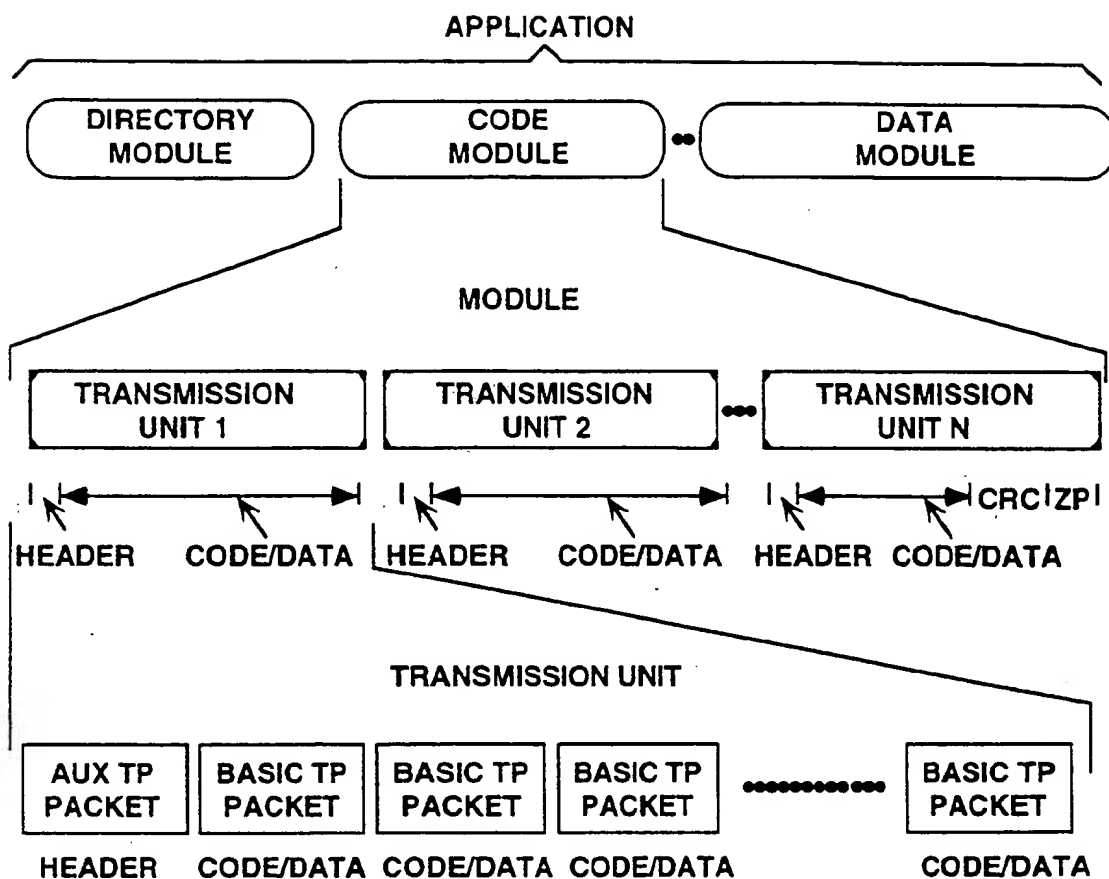 APPLICATION
DIRECTORY MODULE
CODE MODULE
DATA MODULE
MODULE
TRANSMISSION UNIT 1
TRANSMISSION UNIT 2
TRANSMISSION UNIT N
CRC ZP
HEADER CODE/DATA HEADER CODE/DATA HEADER CODE/DATA
TRANSMISSION UNIT
AUX TP PACKET
BASIC TP PACKET
BASIC TP PACKET
BASIC TP PACKET
BASIC TP PACKET
HEADER CODE/DATA CODE/DATA CODE/DATA CODE/DATA